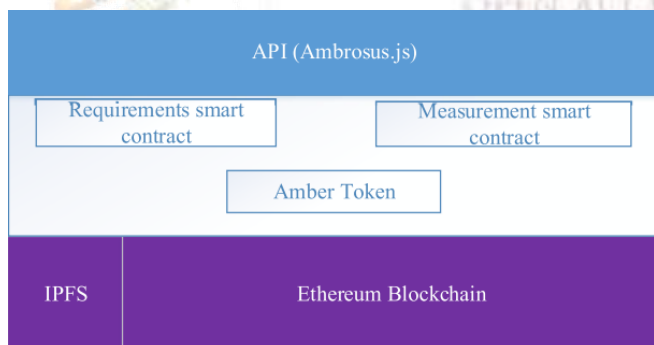 API (Ambrosus.js)
Requirements smart
contract
Measurement smart
contract
Amber Token
IPFS
Ethereum Blockchain